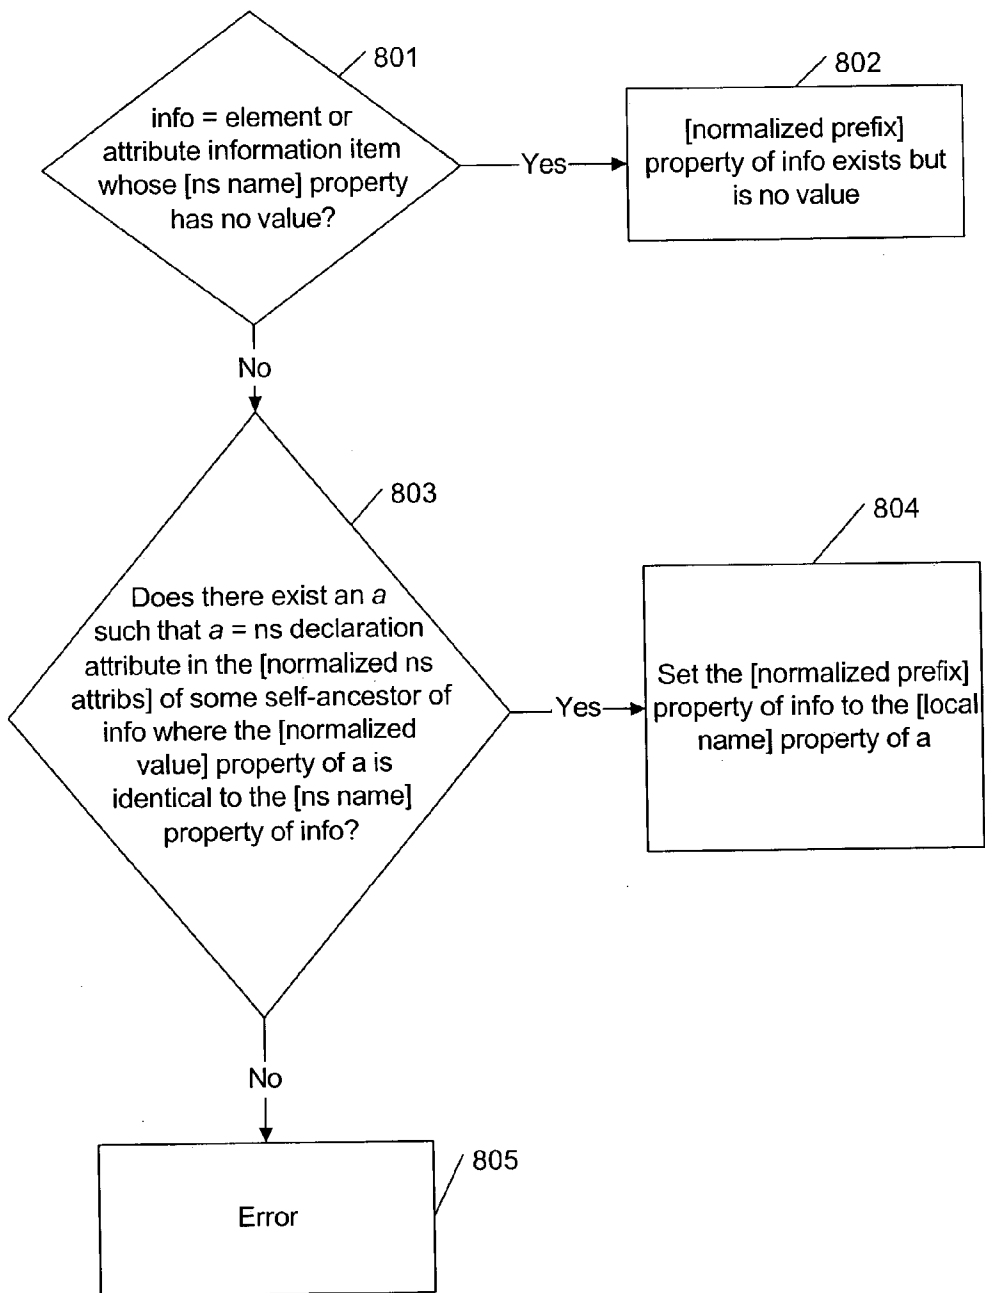 801
info = element or
attribute information item
whose [ns name] property
has no value?
Yes
802
[normalized prefix]
property of info exists but
is no value
No
803
Does there exist an a
such that a = ns declaration
attribute in the [normalized ns
attribs] of some self-ancestor of
info where the [normalized
value] property of a is
identical to the [ns name]
property of info?
Yes
804
Set the [normalized prefix]
property of info to the [local
name] property of a
No
805
Error